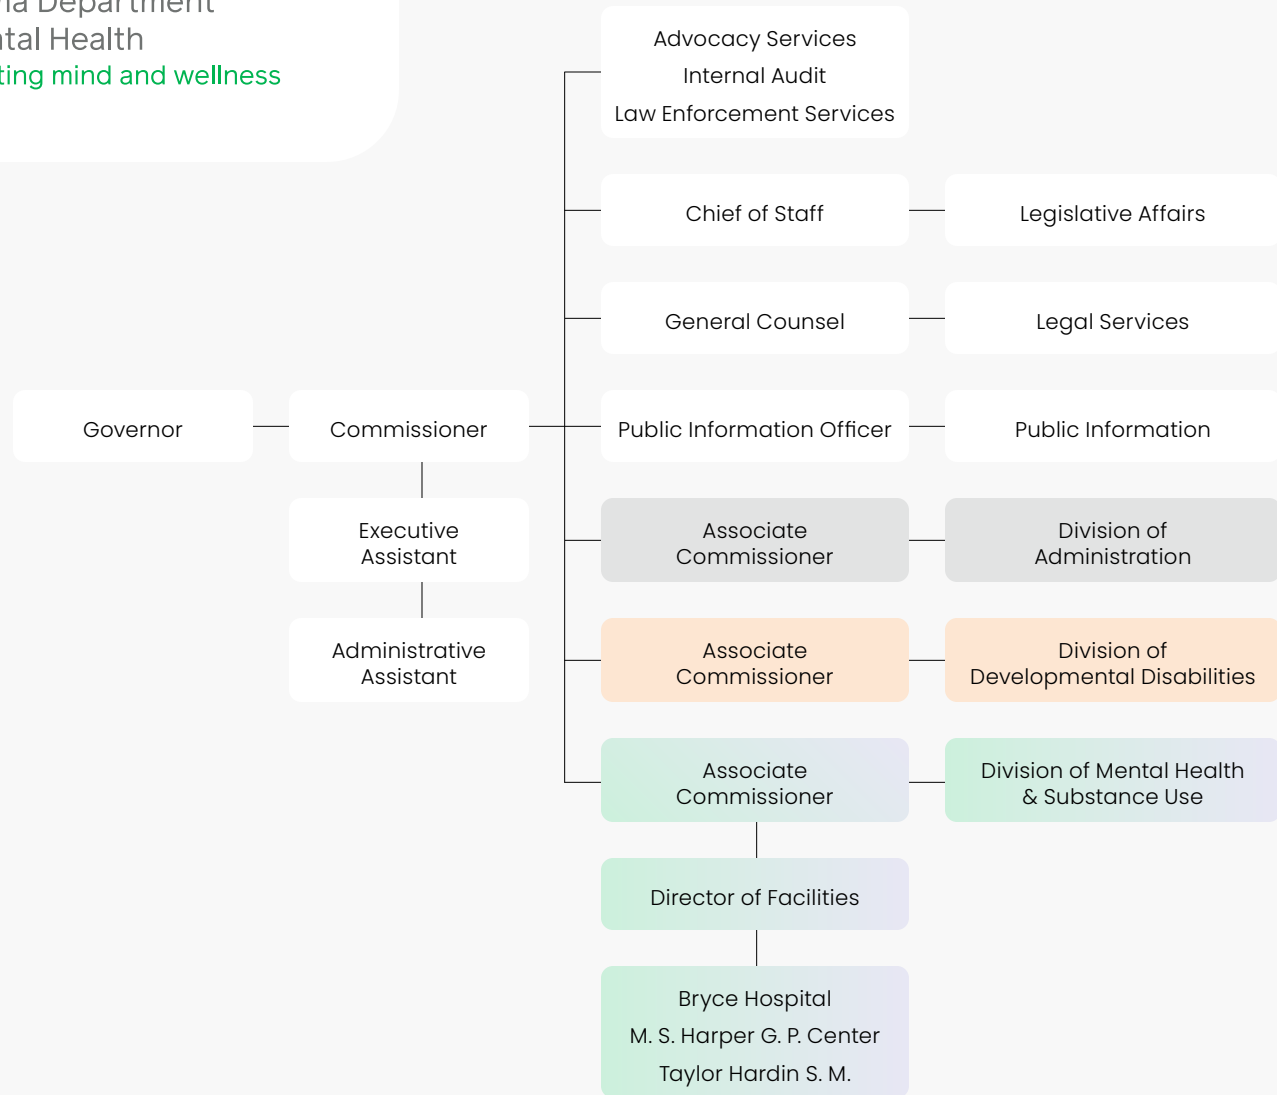 Department
Health
mind and wellness
Advocacy Services
Internal Audit
Law Enforcement Services
Chief of Staff
Legislative Affairs
General Counsel
Legal Services
Governor
Commissioner
Public Information Officer
Public Information
Executive
Assistant
Associate
Commissioner
Division of
Administration
Administrative
Assistant
Associate
Commissioner
Division of
Developmental Disabilities
Associate
Commissioner
Division of Mental Health
& Substance Use
Director of Facilities
Bryce Hospital
M. S. Harper G. P. Center
Taylor Hardin S. M.